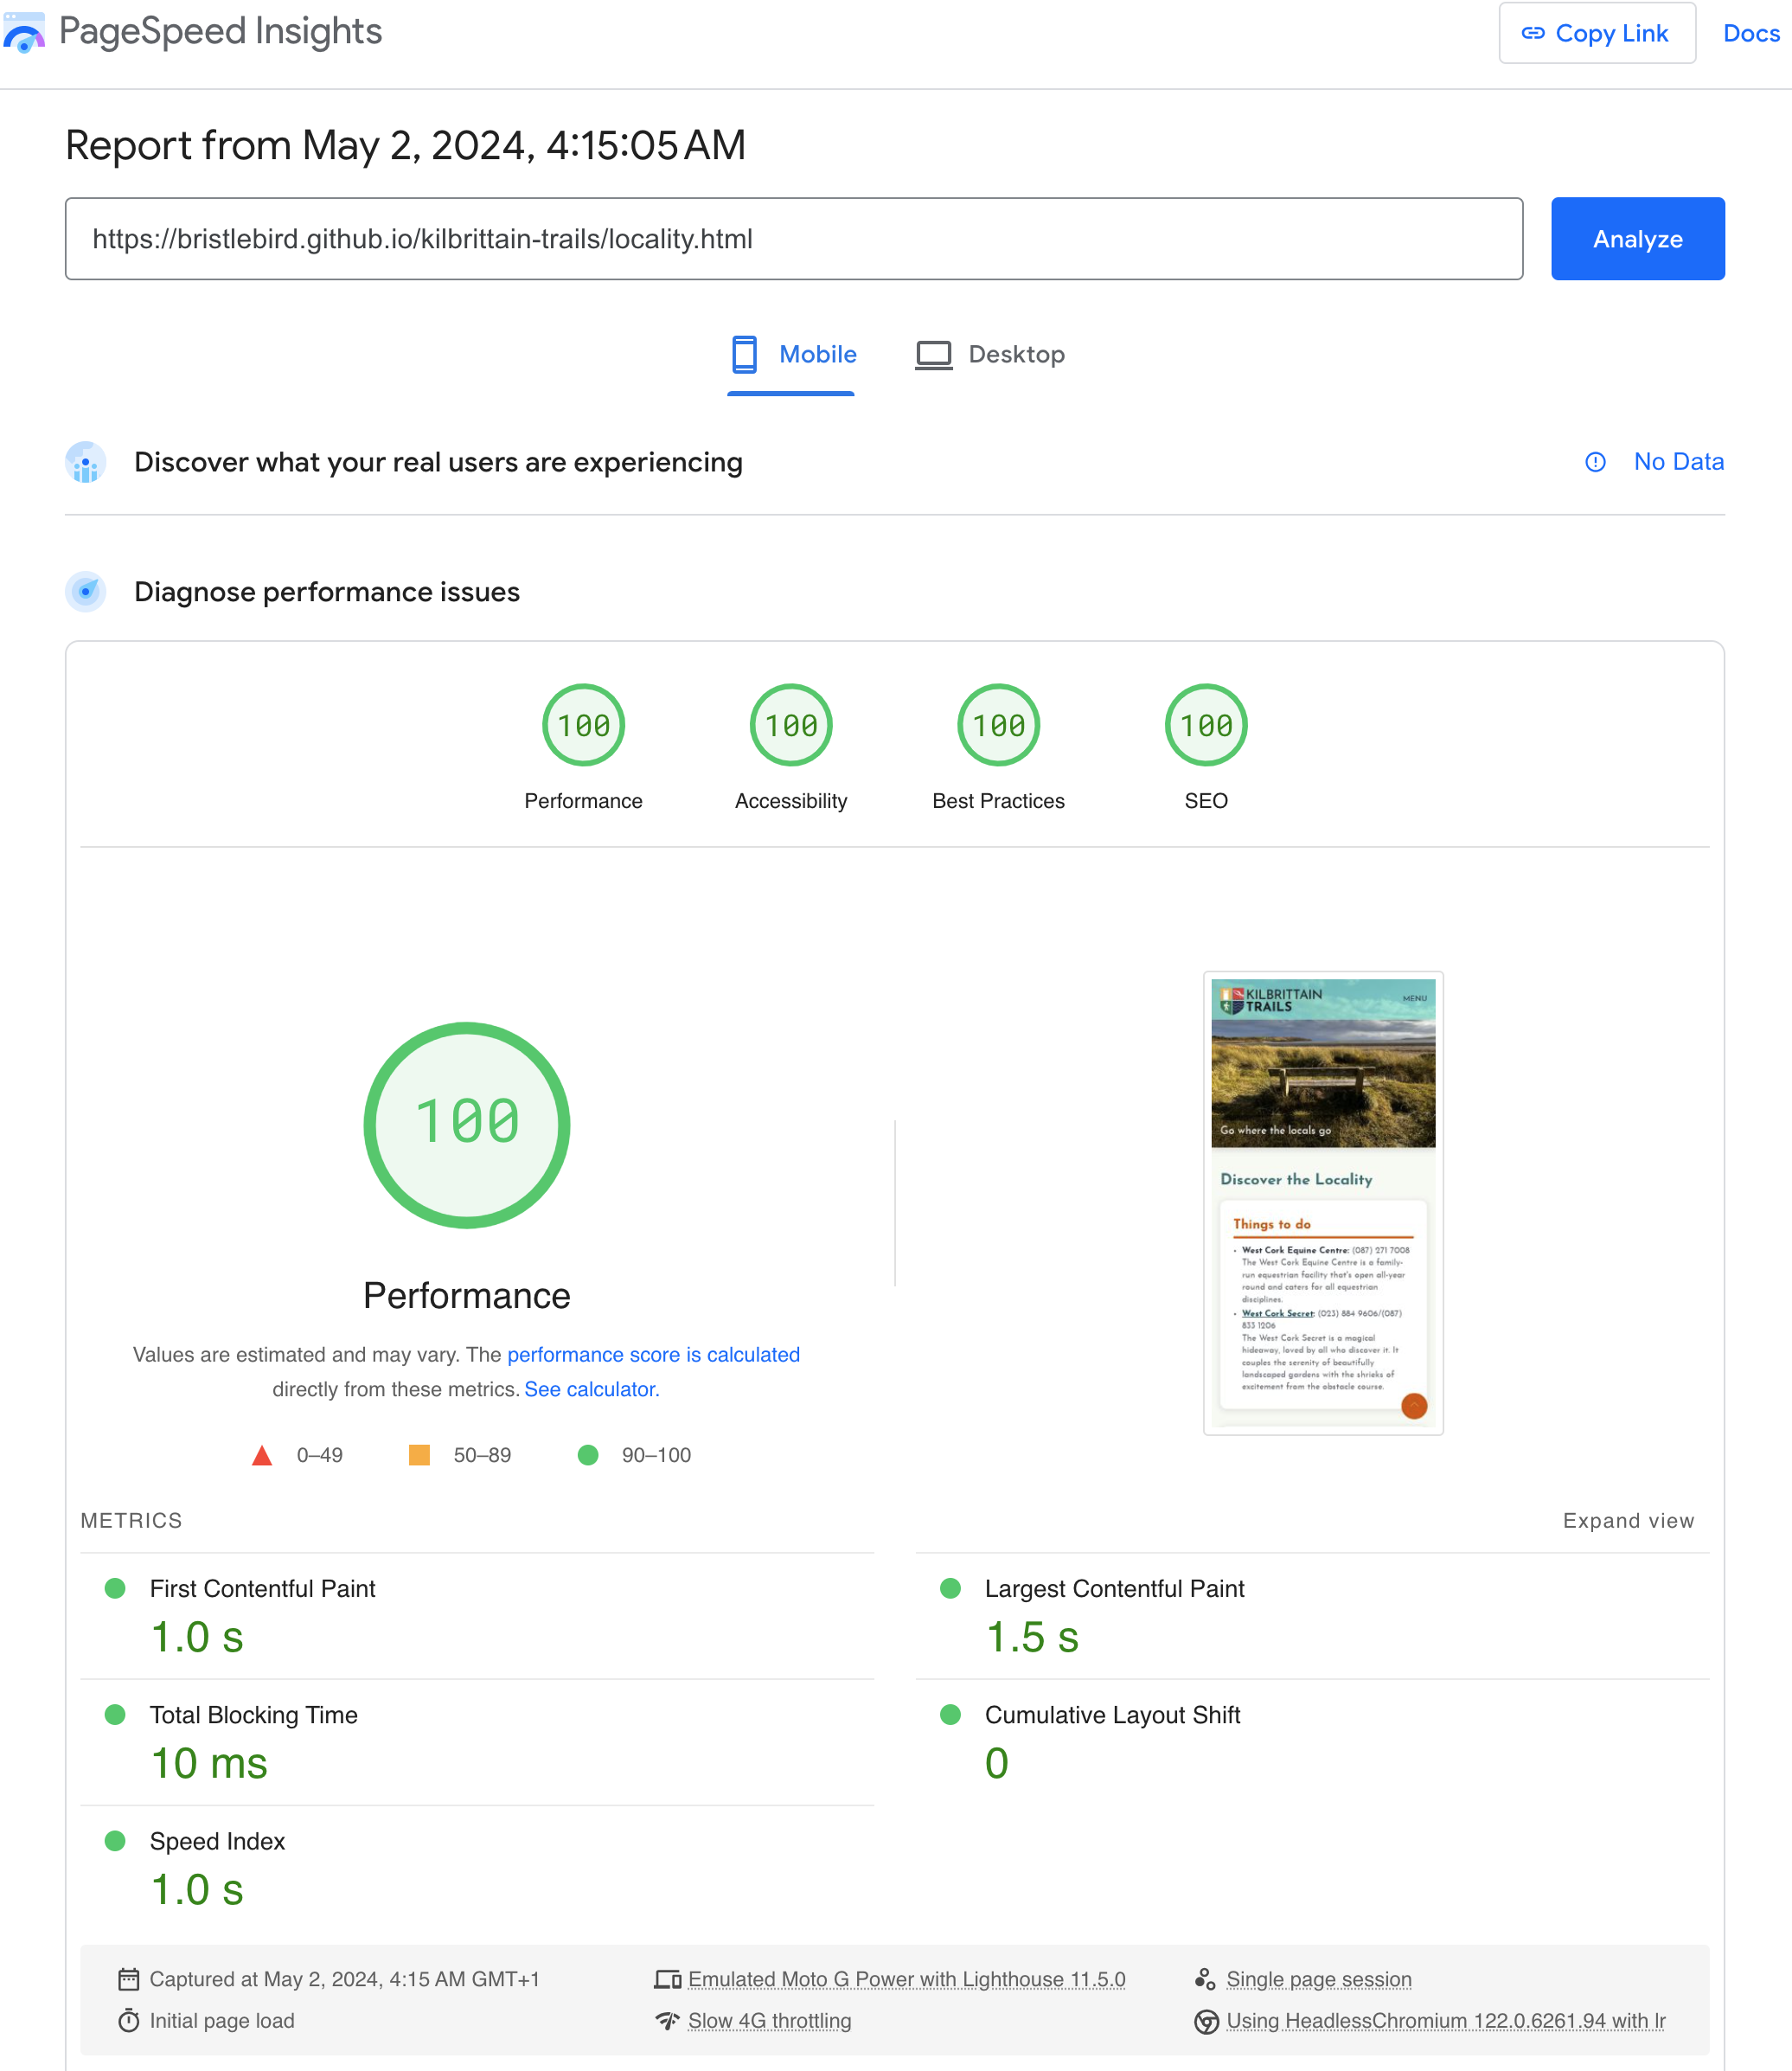 PageSpeed Insights
Copy Link
Docs
Report from May 2, 2024, 4:15:05 AM
https://bristlebird.github.io/kilbrittain-trails/locality.html
Analyze
Mobile
Desktop
Discover what your real users are experiencing
No Data
Diagnose performance issues
100
100
100
100
Performance
Accessibility
Best Practices
SEO
100
Performance
Values are estimated and may vary. The performance score is calculated
directly from these metrics. See calculator.
0–49
50–89
90–100
KILBRITTAIN
TRAILS
MENU
Go where the locals go
Discover the Locality
Things to do
West Cork Equine Centre: (087) 271 7008
The West Cork Equine Centre is a family-
run equestrian facility that's open all-year
round and caters for all equestrian
disciplines.
West Cork Secret: (023) 884 9606/(087)
833 1206
The West Cork Secret is a magical
hideaway, loved by all who discover it. It
couples the serenity of beautifully
landscaped gardens with the shrieks of
excitement from the obstacle course.
METRICS
Expand view
First Contentful Paint
1.0 s
Largest Contentful Paint
1.5 s
Total Blocking Time
10 ms
Cumulative Layout Shift
0
Speed Index
1.0 s
Captured at May 2, 2024, 4:15 AM GMT+1
Emulated Moto G Power with Lighthouse 11.5.0
Single page session
Initial page load
Slow 4G throttling
Using HeadlessChromium 122.0.6261.94 with lr